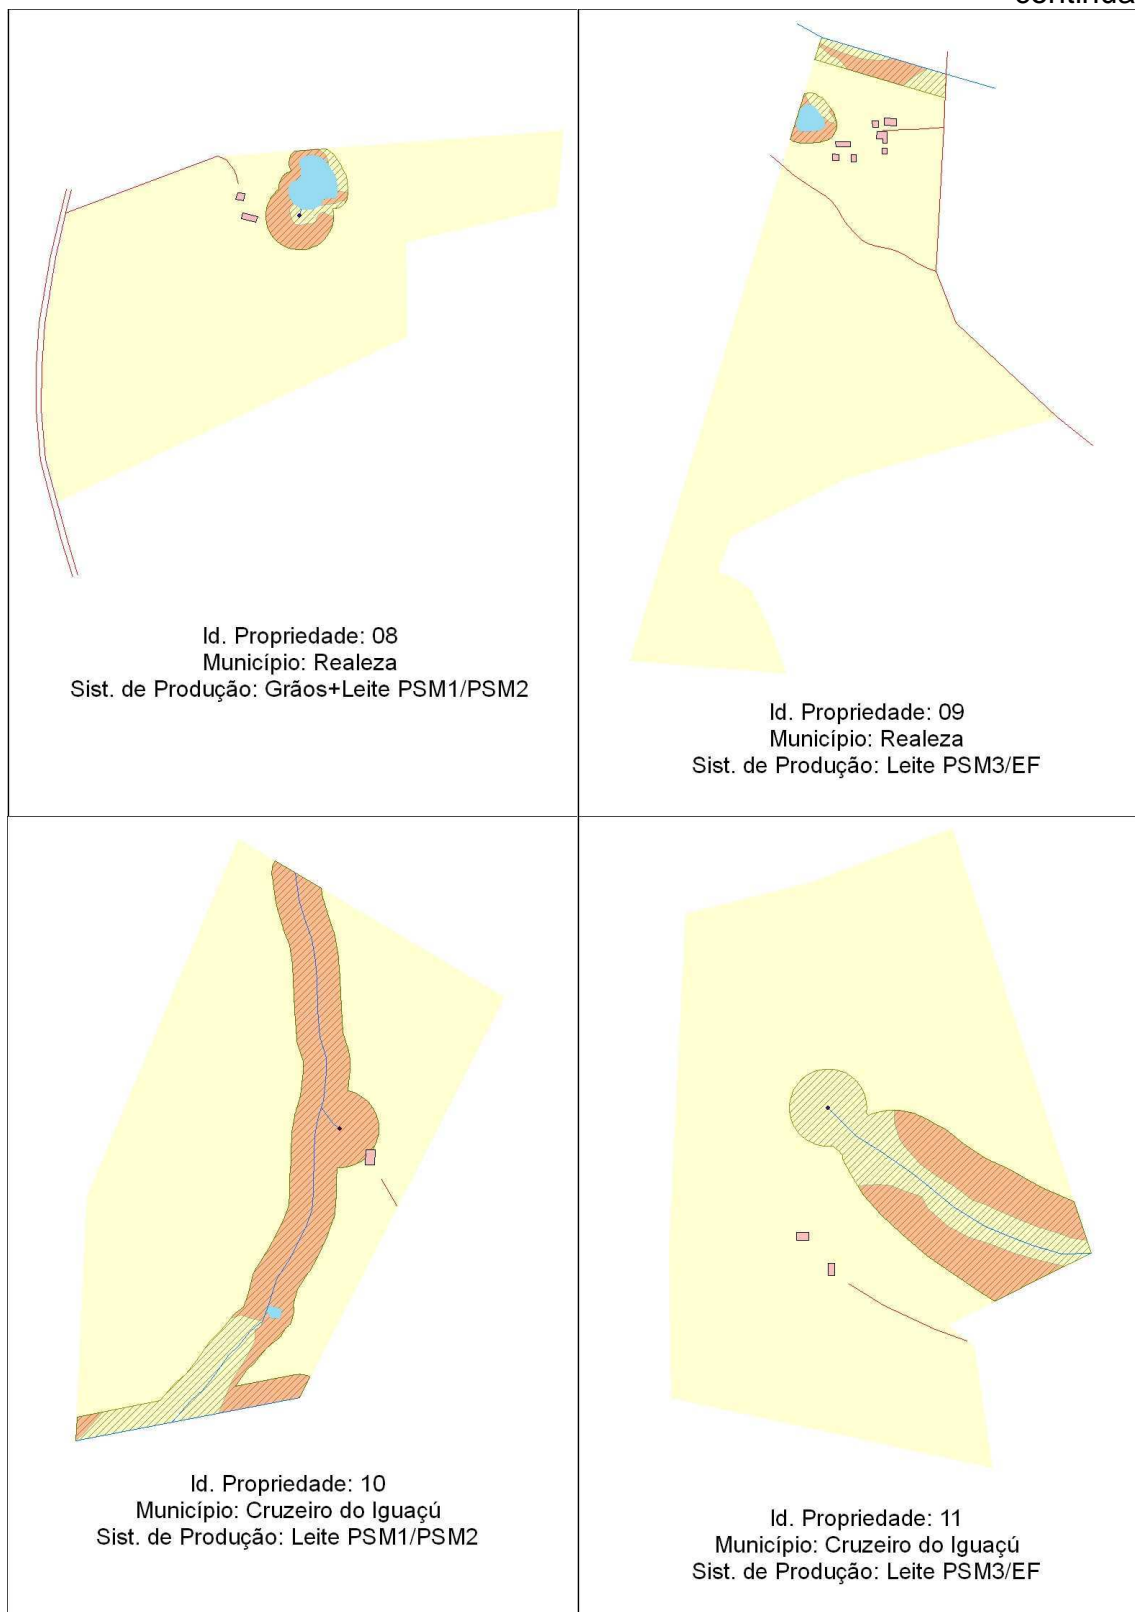 continua
Id. Propriedade: 08
Município: Realeza
Sist. de Produção: Grãos+Leite PSM1/PSM2
Id. Propriedade: 09
Município: Realeza
Sist. de Produção: Leite PSM3/EF
Id. Propriedade: 10
Município: Cruzeiro do Iguaçú
Sist. de Produção: Leite PSM1/PSM2
Id. Propriedade: 11
Município: Cruzeiro do Iguaçú
Sist. de Produção: Leite PSM3/EF